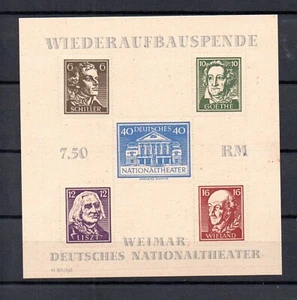 WIEDERAUFBAUSPENDE
6 6
SCHILLER
10 10
GOETHE
40 DEUTSCHES 40
NATIONALTHEATER
7.50 RM
12 12
LISZT
16 16
WIELAND
WEIMAR
DEUTSCHES NATIONALTHEATER